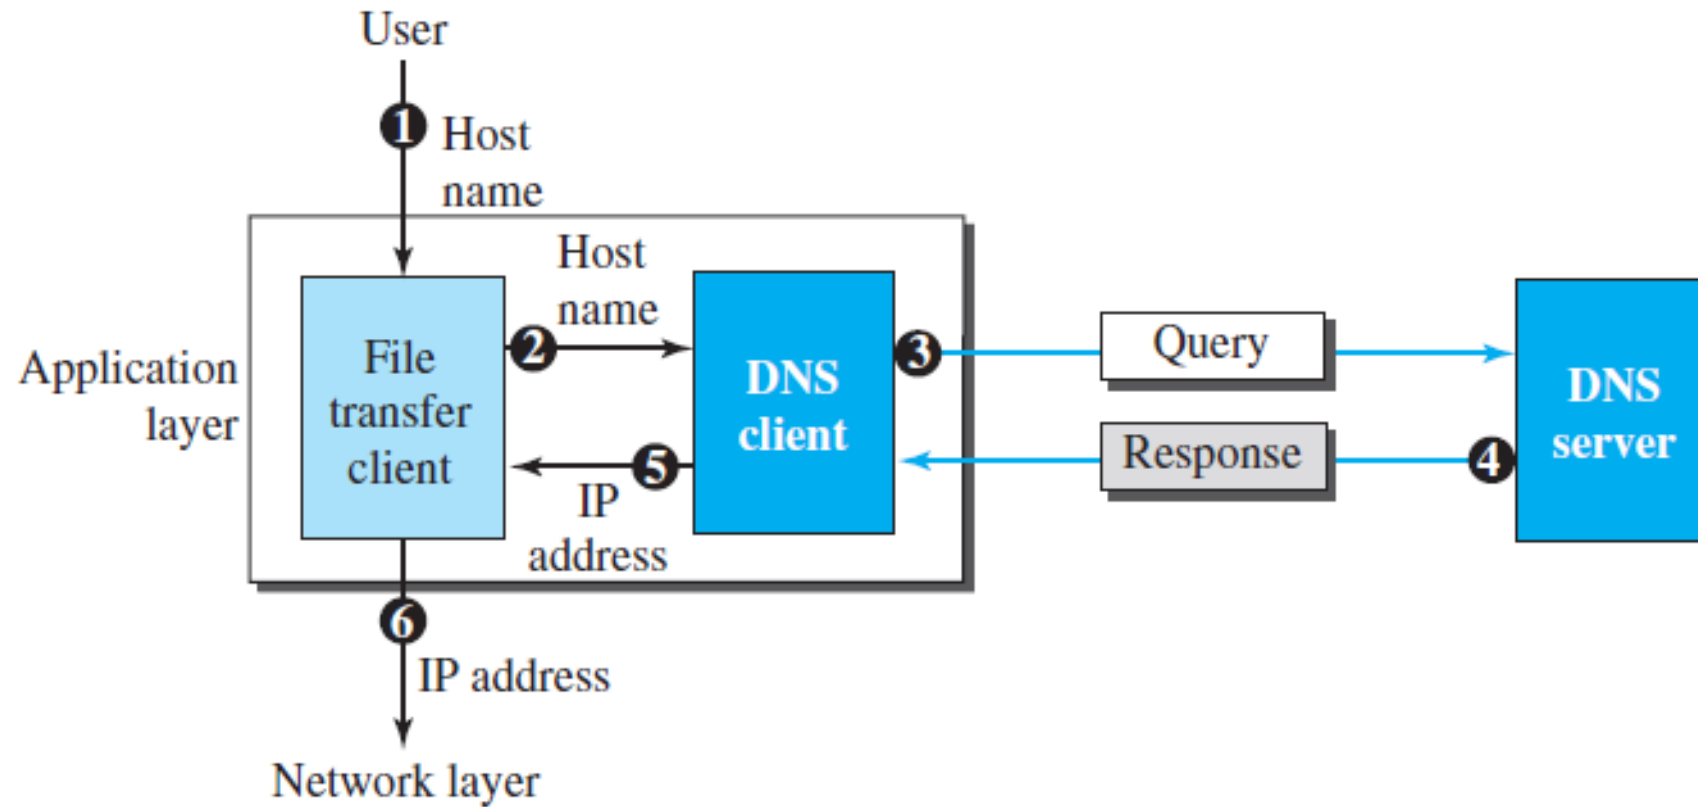 User
1
Host
name
Host
name
2
File
transfer
client
Application
layer
DNS
client
3
Query
DNS
server
Response
4
5
IP
address
6
IP address
Network layer